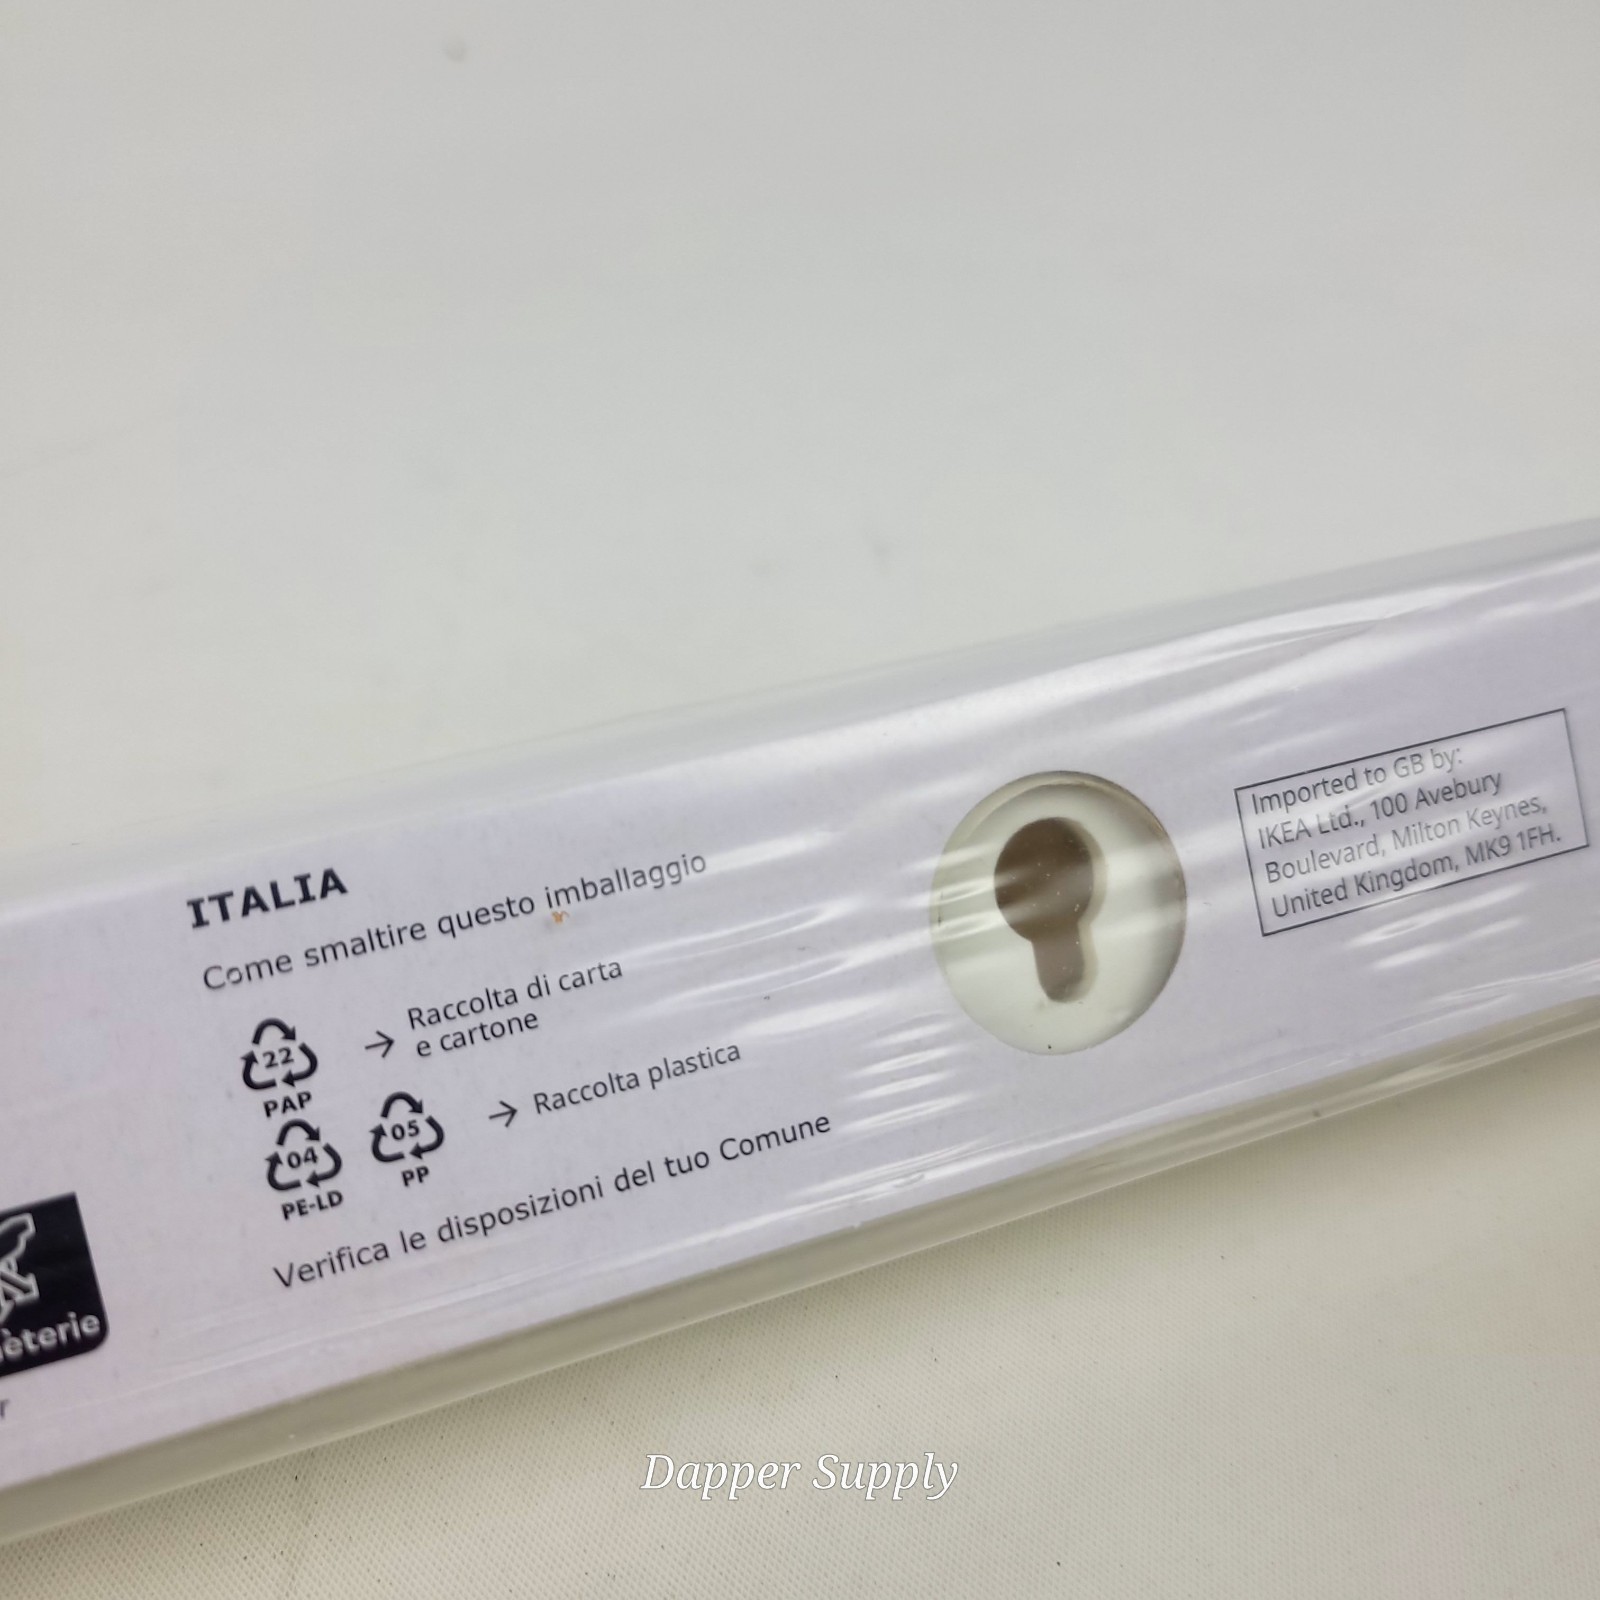 ITALIA
Come smaltire questo imballaggio
22
PAP
→ Raccolta di carta
e cartone
04
PE-LD
05
PP
→ Raccolta plastica
Verifica le disposizioni del tuo Comune
Imported to GB by:
IKEA Ltd., 100 Avebury
Boulevard, Milton Keynes,
United Kingdom, MK9 1FH.
èterie
r
Dapper Supply